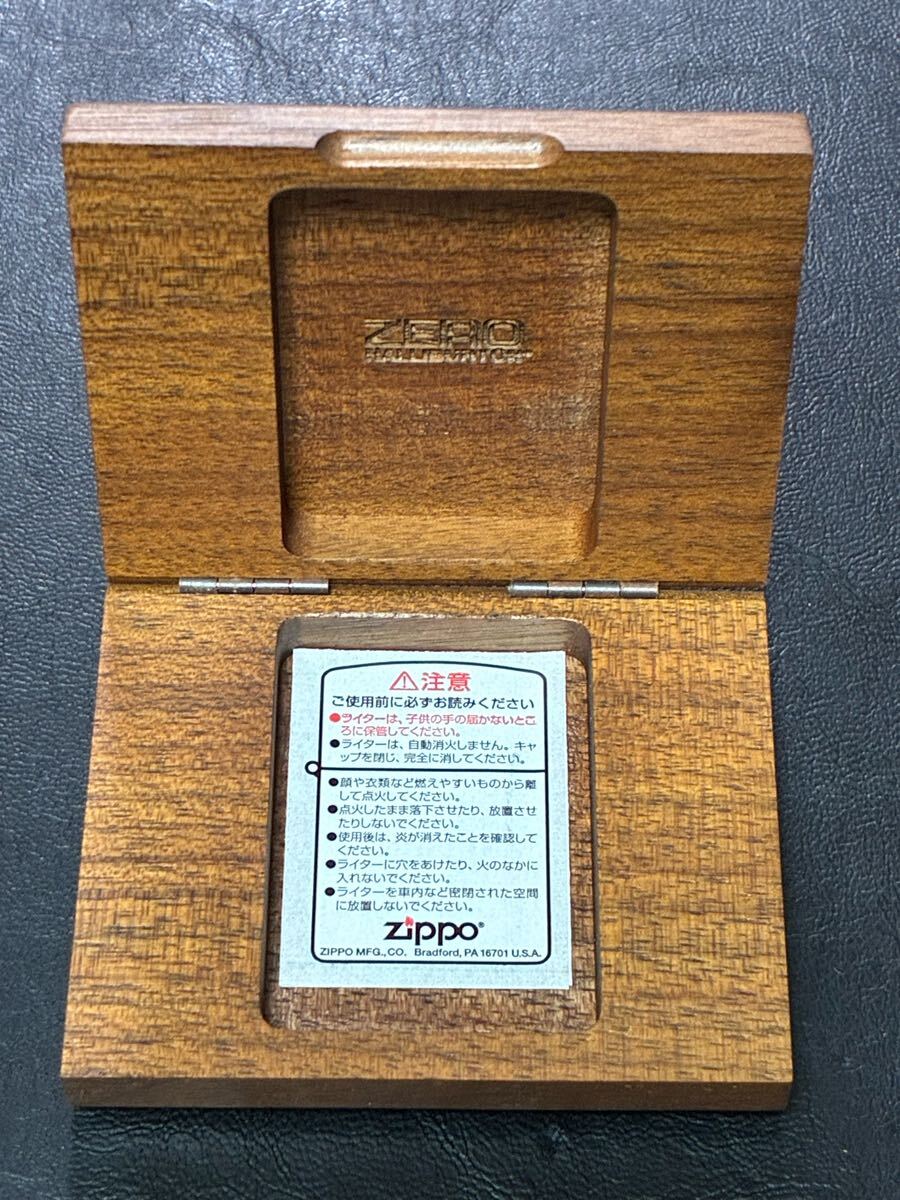 ZERO
HALLIBURTON
注意
ご使用前に必ずお読みください
●ライターは、子供の手の届かないとこ
ろに保管してください。
●ライターは、自動消火しません。キャ
ップを閉じ、完全に消してください。
●顔や衣類など燃えやすいものから離
して点火してください。
●点火したまま落下させたり、放置させ
たりしないでください。
●使用後は、炎が消えたことを確認して
ください。
●ライターに穴をあけたり、火のなかに
入れないでください。
●ライターを車内など密閉された空間
に放置しないでください。
zippo®
ZIPPO MFG.,CO. Bradford, PA 16701 U.S.A.